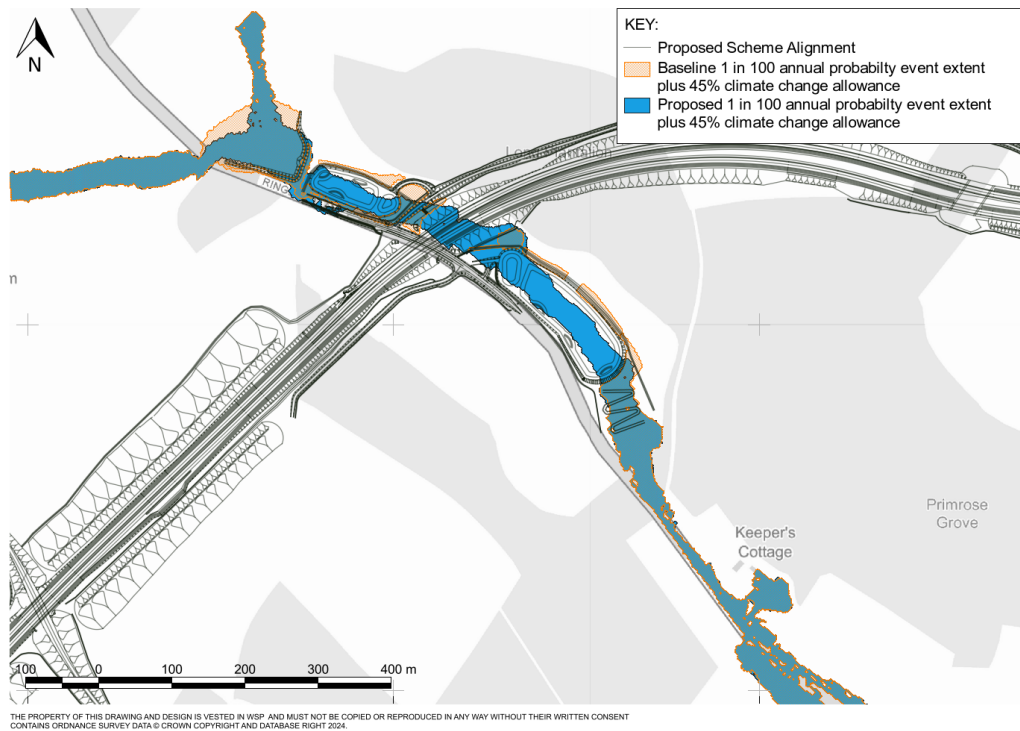 KEY:
Proposed Scheme Alignment
Baseline 1 in 100 annual probabilty event extent
plus 45% climate change allowance
Proposed 1 in 100 annual probabilty event extent
plus 45% climate change allowance
N
RING
m
Primrose
Grove
Keeper's
Cottage
100 0 100 200 300 400 m
THE PROPERTY OF THIS DRAWING AND DESIGN IS VESTED IN WSP AND MUST NOT BE COPIED OR REPRODUCED IN ANY WAY WITHOUT THEIR WRITTEN CONSENT
CONTAINS ORDNANCE SURVEY DATA © CROWN COPYRIGHT AND DATABASE RIGHT 2024.